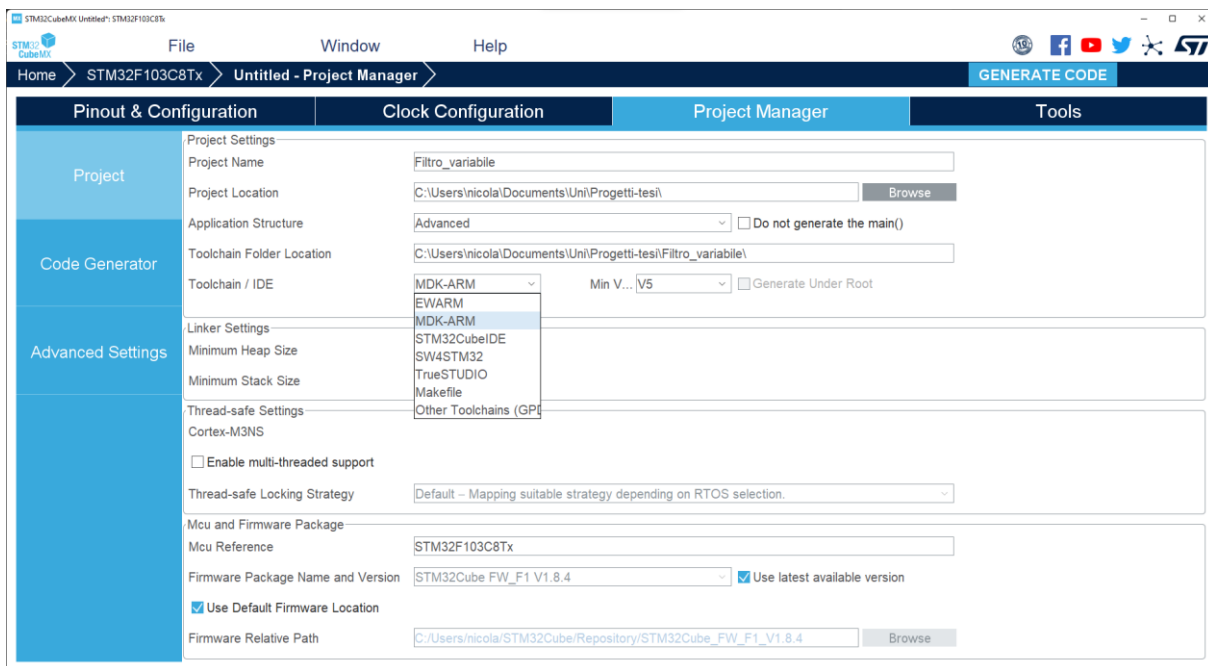 STM32CubeMX Untitled*: STM32F103C8Tx
STM32 CubeMX File Window Help
Home STM32F103C8Tx Untitled - Project Manager GENERATE CODE
Pinout & Configuration Clock Configuration Project Manager Tools
Project
Code Generator
Advanced Settings
Project Settings
Project Name Filtro_variabile
Project Location C:\Users\nicola\Documents\Uni\Progetti-tesi\ Browse
Application Structure Advanced Do not generate the main()
Toolchain Folder Location C:\Users\nicola\Documents\Uni\Progetti-tesi\Filtro_variabile\
Toolchain / IDE MDK-ARM Min V... V5 Generate Under Root
EWARM
MDK-ARM
STM32CubeIDE
SW4STM32
TrueSTUDIO
Makefile
Other Toolchains (GPD
Linker Settings
Minimum Heap Size
Minimum Stack Size
Thread-safe Settings
Cortex-M3NS
Enable multi-threaded support
Thread-safe Locking Strategy Default – Mapping suitable strategy depending on RTOS selection.
Mcu and Firmware Package
Mcu Reference STM32F103C8Tx
Firmware Package Name and Version STM32Cube FW_F1 V1.8.4 Use latest available version
Use Default Firmware Location
Firmware Relative Path C:/Users/nicola/STM32Cube/Repository/STM32Cube_FW_F1_V1.8.4 Browse